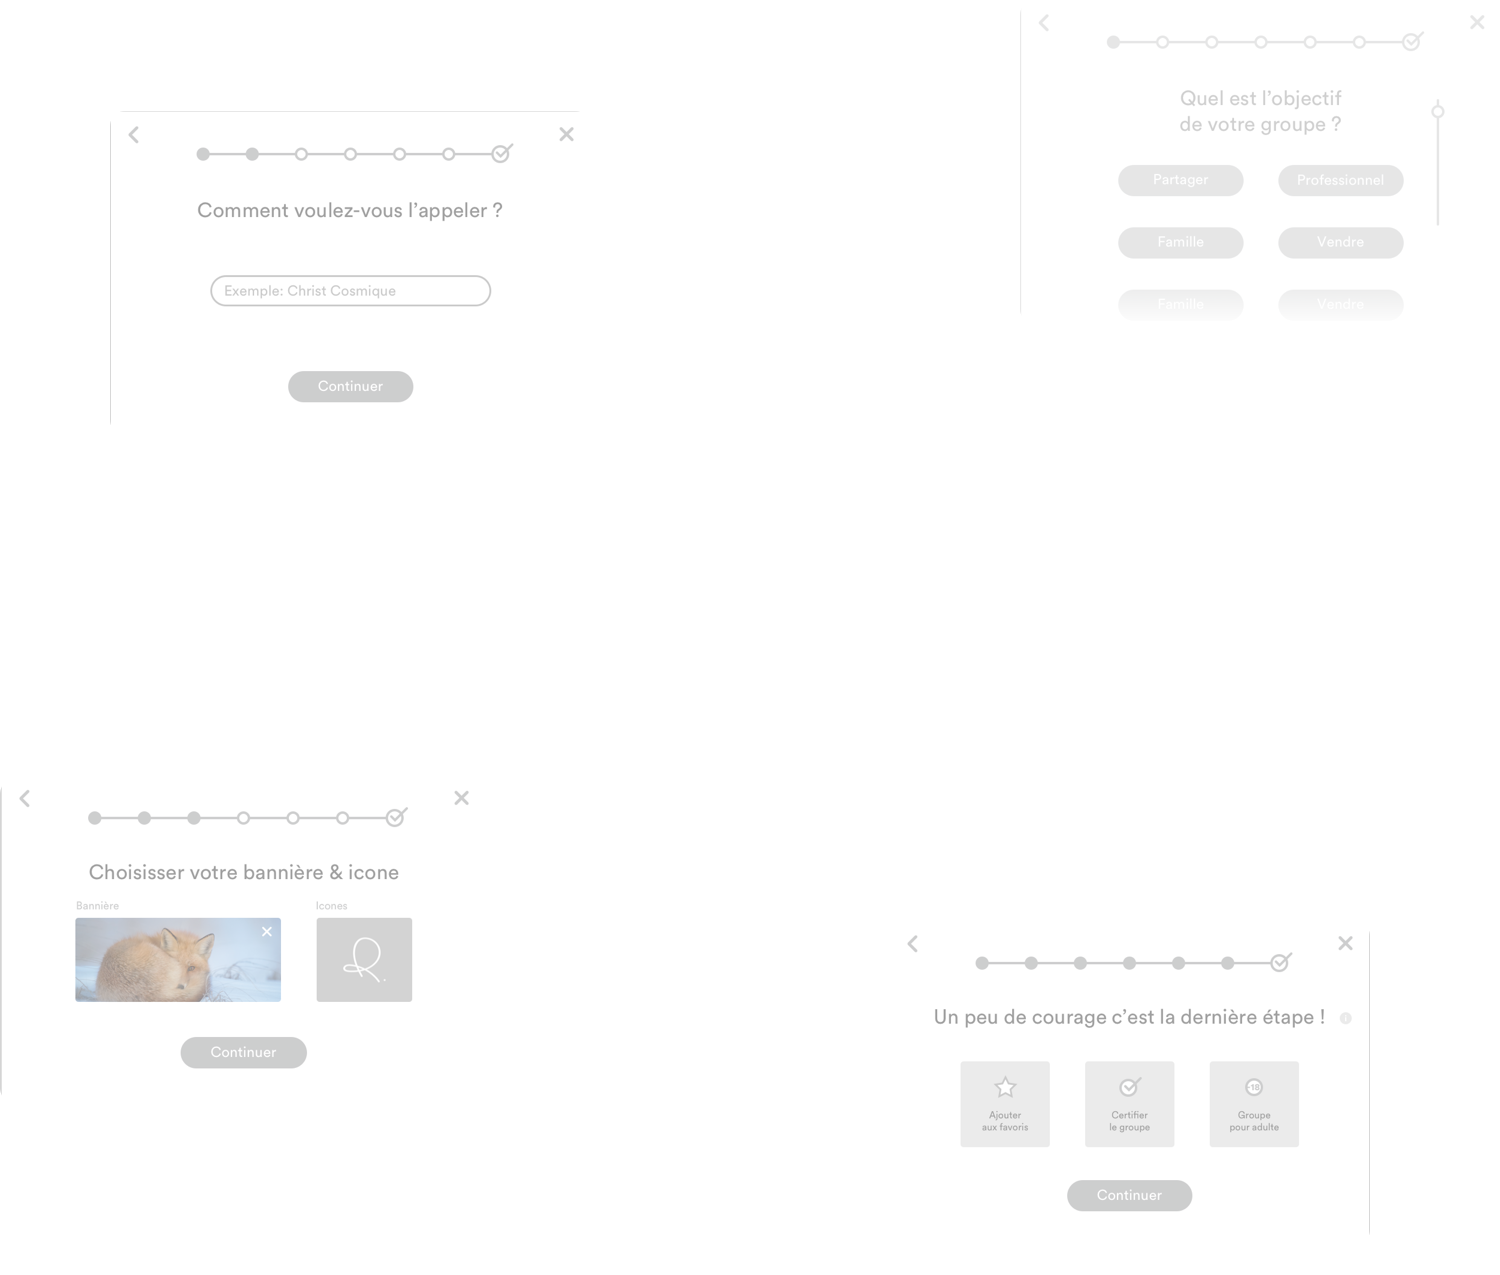 Quel est l’objectif
de votre groupe ?
Partager
Professionnel
Famille
Vendre
Famille
Vendre
Comment voulez-vous l’appeler ?
Exemple: Christ Cosmique
Continuer
Choisisser votre bannière & icone
Bannière
Icones
Continuer
Un peu de courage c’est la dernière étape !
Ajouter
aux favoris
Certifier
le groupe
-18
Groupe
pour adulte
Continuer